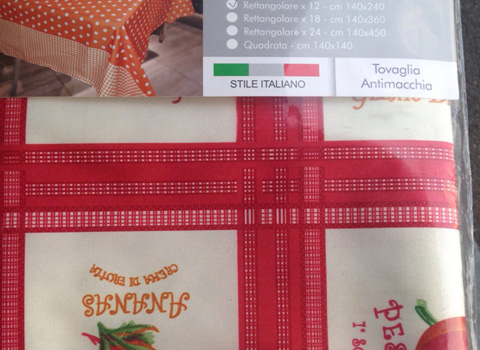 Rettangolare x 12 - cm 140x240
Rettangolare x 18 - cm 140x360
Rettangolare x 24 - cm 140x450
Quadrata - cm 140x140
STILE ITALIANO
Tovaglia
Antimacchia
ANANAS
CREMA DI FRUTTA